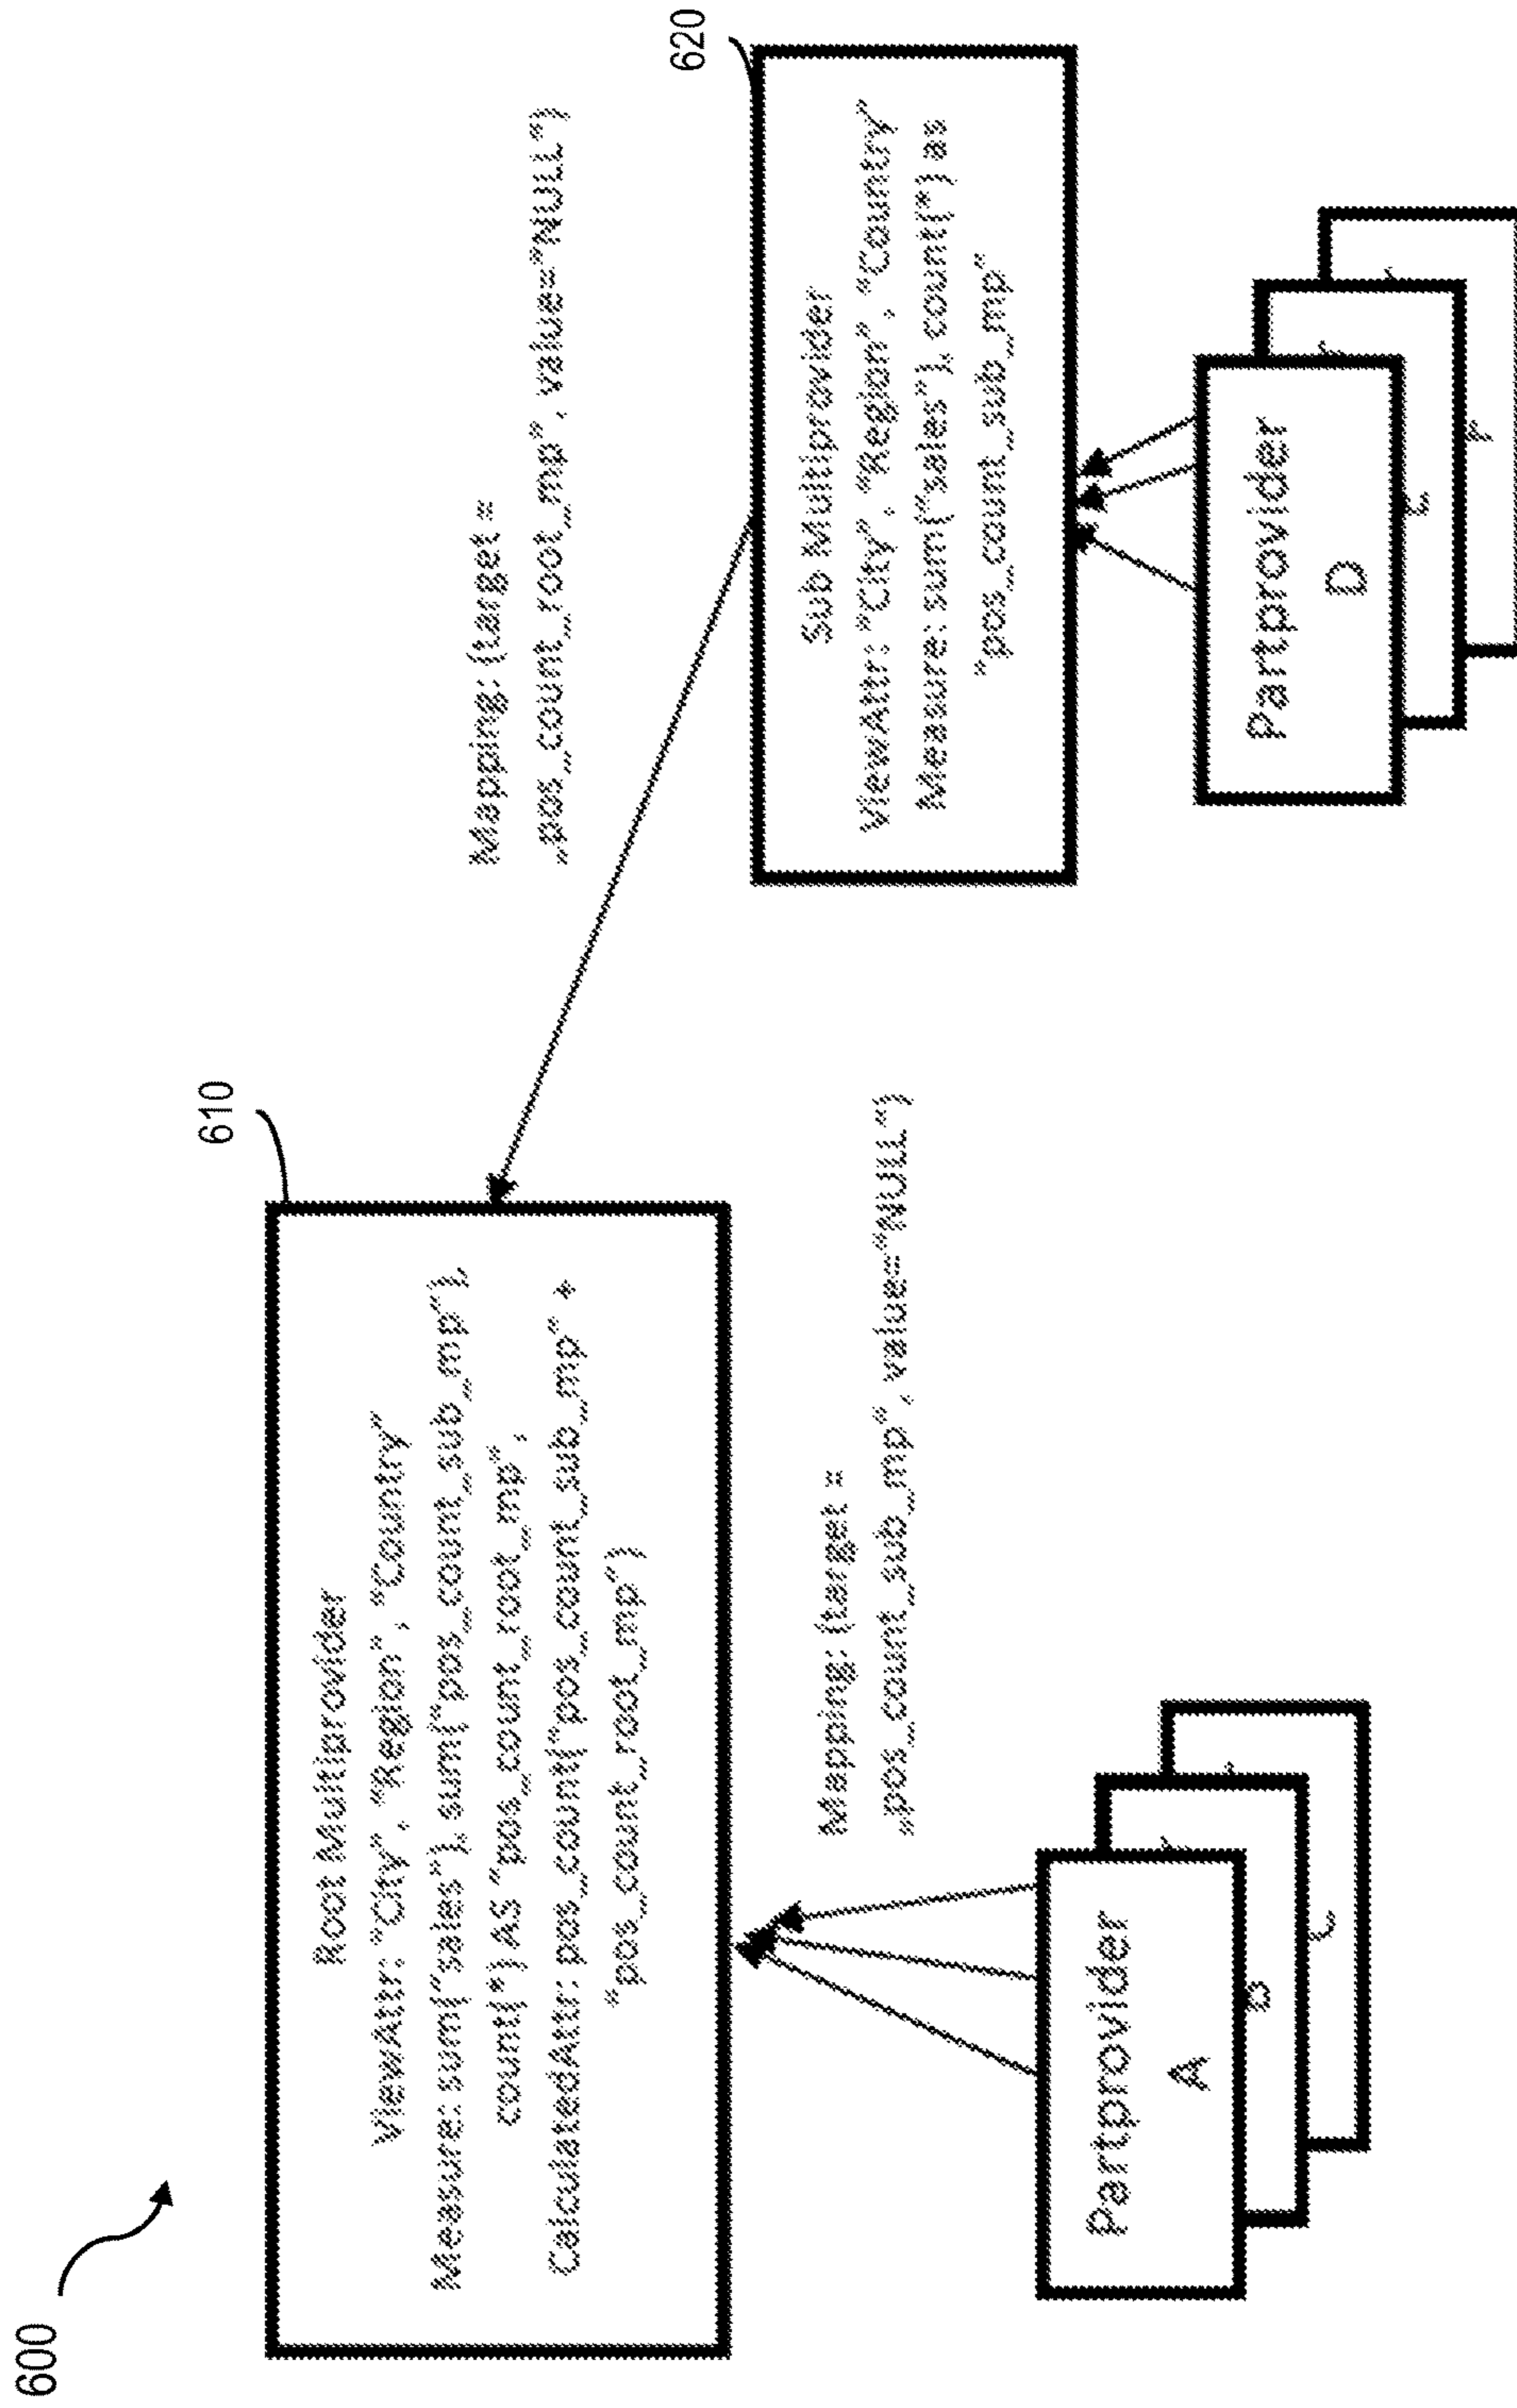 600
610
Root Multiprovider
ViewAttr: "City", "Region", "Country"
Measure: sum("sales"), sum("pos_count_sub_mp"),
count(*) AS "pos_count_root_mp",
CalculatedAttr: pos_count("pos_count_sub_mp" +
"pos_count_root_mp")
Mapping: (target =
„pos_count_sub_mp", value="NULL")
Partprovider
A
B
C
r
r
Mapping: (target =
„pos_count_root_mp", value="NULL")
620
Sub Multiprovider
ViewAttr: "City", "Region", "Country"
Measure: sum("sales"), count(*) as
"pos_count_sub_mp"
Partprovider
D
r
r